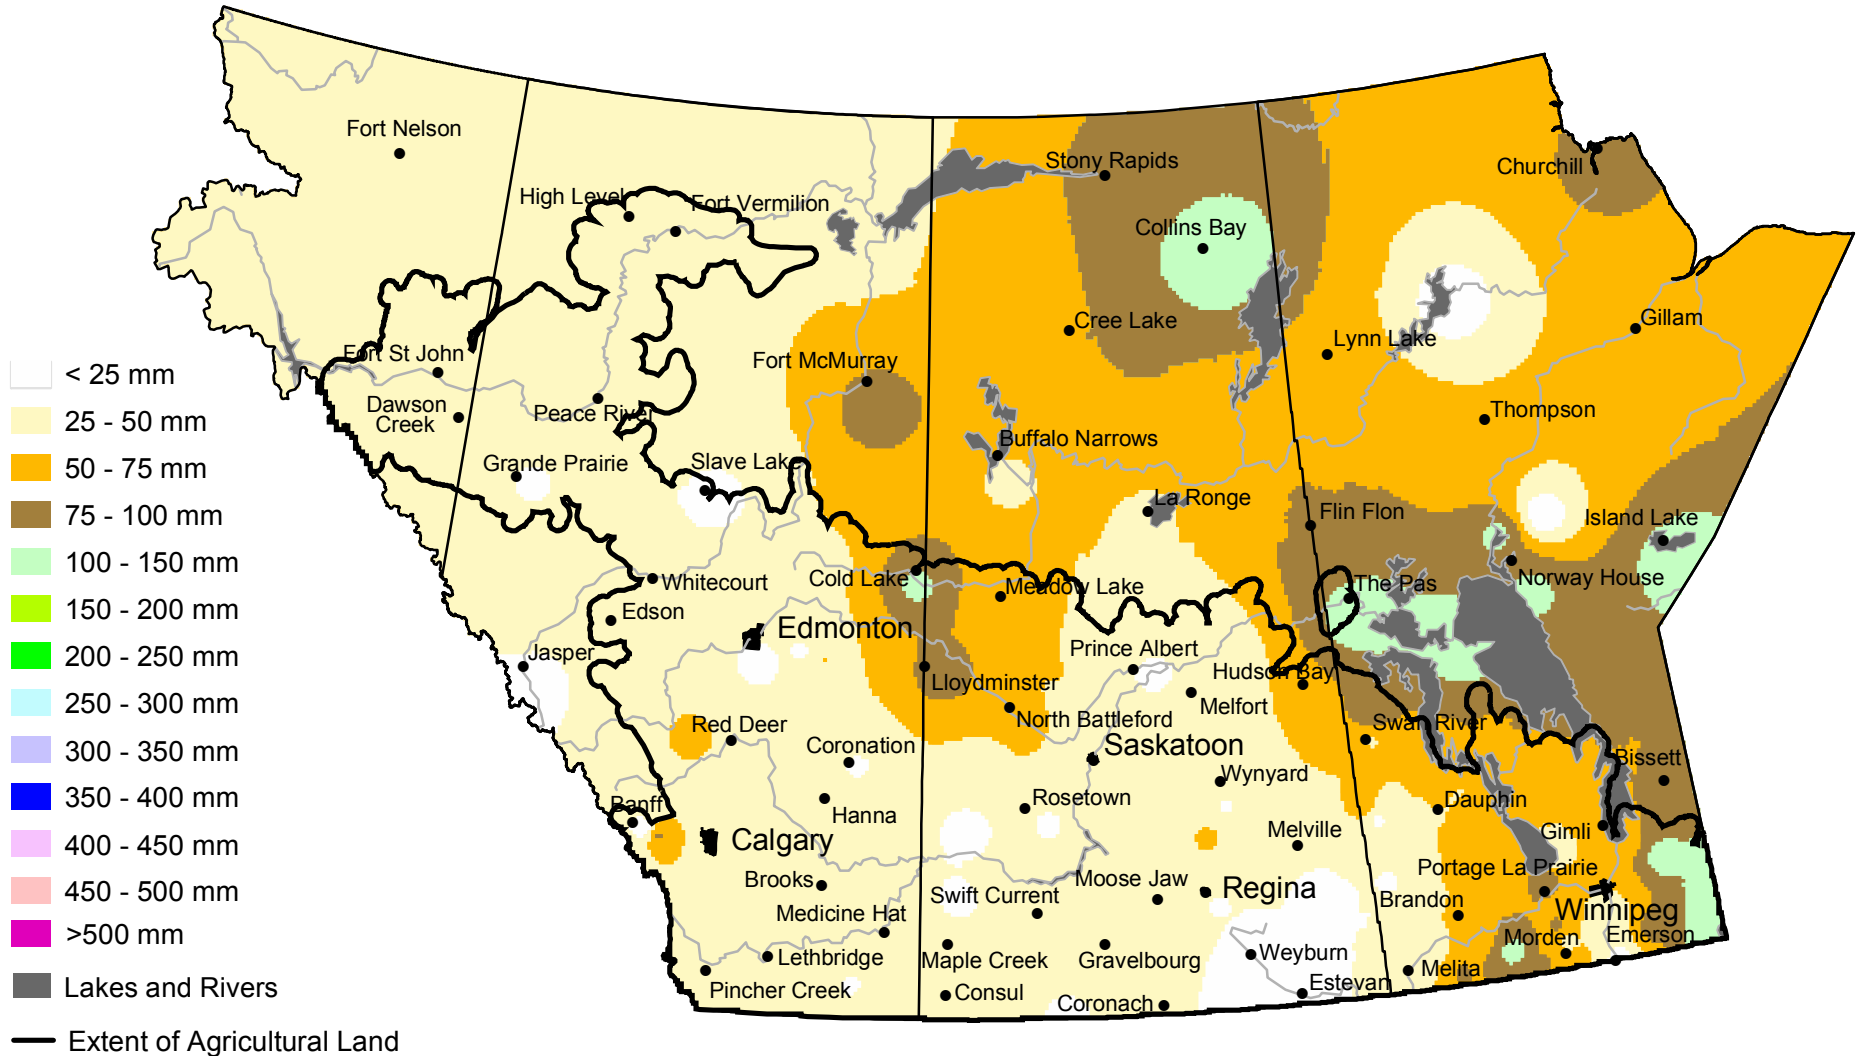 Fort Nelson
Stony Rapids
Churchill
High Level
Fort Vermilion
Collins Bay
Cree Lake
Gillam
Lynn Lake
Fort St John
Fort McMurray
Dawson
Creek
Peace River
Thompson
Buffalo Narrows
Grande Prairie
Slave Lake
La Ronge
Flin Flon
Island Lake
Whitecourt
Cold Lake
Meadow Lake
The Pas
Norway House
Edson
Edmonton
Jasper
Prince Albert
Hudson Bay
Lloydminster
Melfort
North Battleford
Red Deer
Swan River
Coronation
Saskatoon
Bissett
Wynyard
Banff
Hanna
Rosetown
Dauphin
Calgary
Melville
Gimli
Portage La Prairie
Brooks
Moose Jaw
Regina
Swift Current
Brandon
Medicine Hat
Winnipeg
Morden
Emerson
Lethbridge
Maple Creek
Gravelbourg
Weyburn
Melita
Pincher Creek
Consul
Coronach
Estevan
< 25 mm
25 - 50 mm
50 - 75 mm
75 - 100 mm
100 - 150 mm
150 - 200 mm
200 - 250 mm
250 - 300 mm
300 - 350 mm
350 - 400 mm
400 - 450 mm
450 - 500 mm
>500 mm
Lakes and Rivers
Extent of Agricultural Land